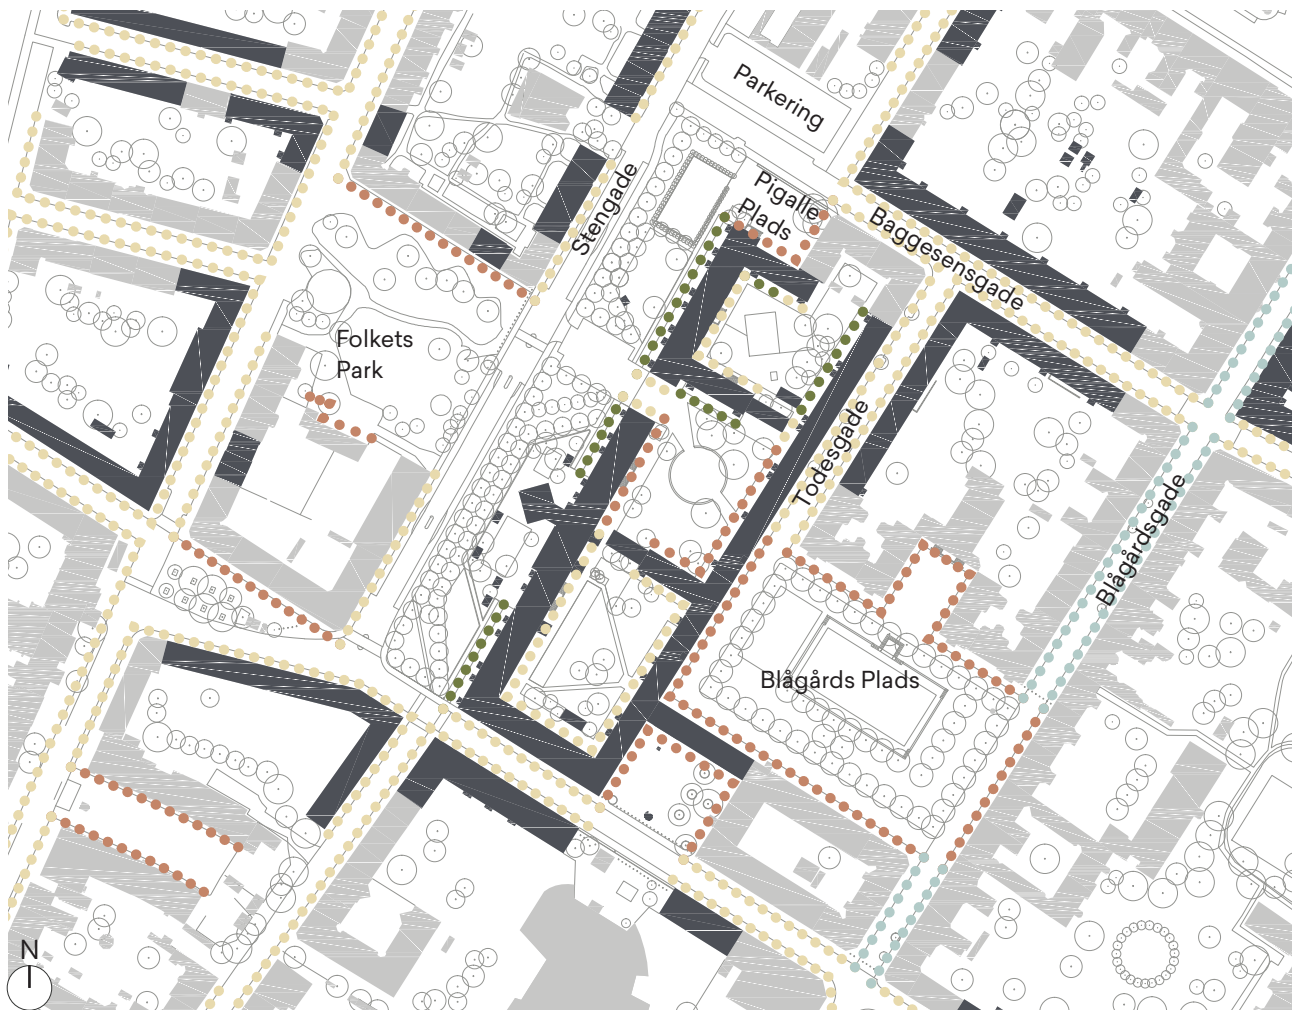 Parkering
Pigalle
Plads
Stengade
Baggesensgade
Folkets
Park
Todesgade
Blågårdsgade
Blågårds Plads
N